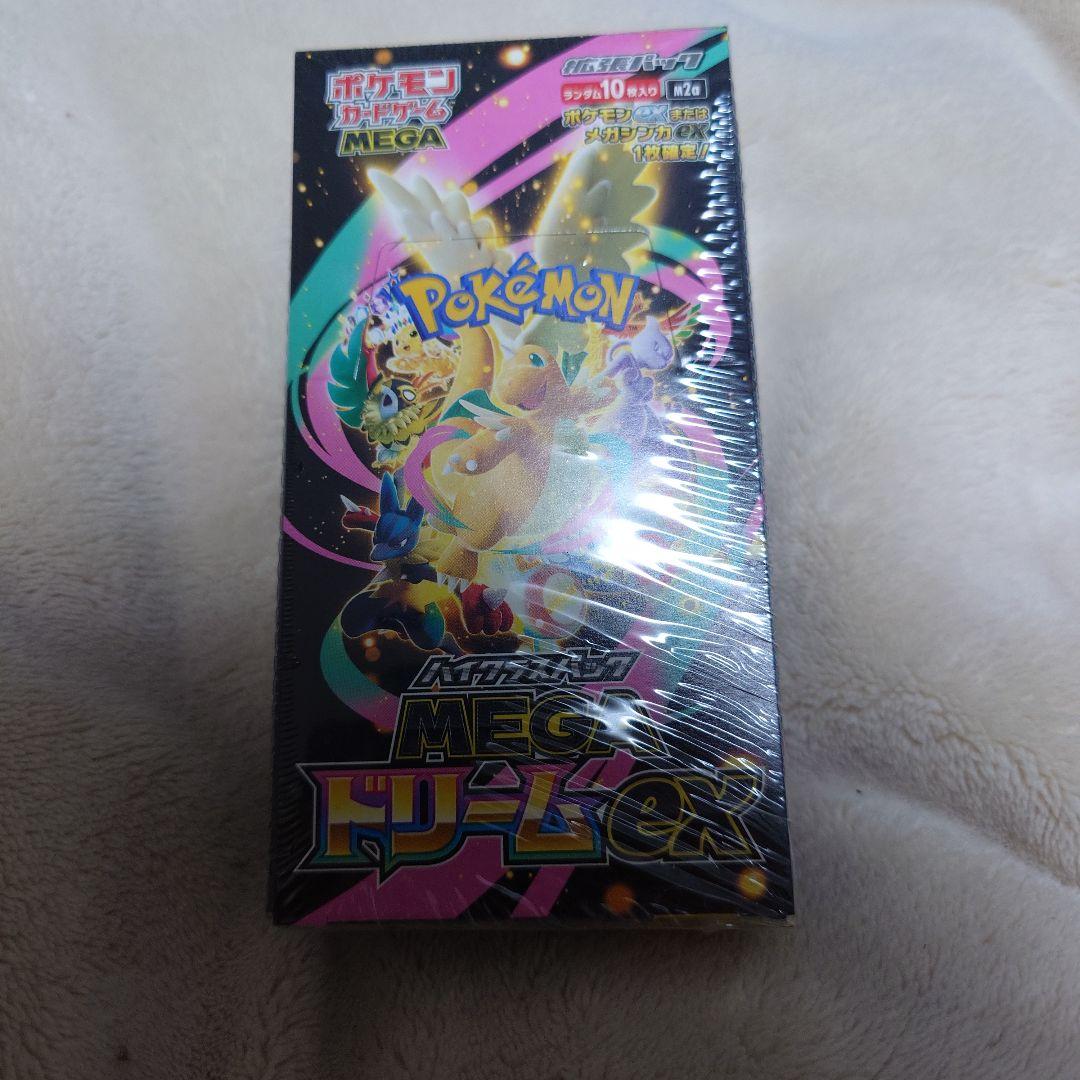 ポケモン
カードゲーム
MEGA
拡張パック
ランダム10枚入り M2a
ポケモンexまたは
メガシンカex
1枚確定!
POKéMON
TM
ハイクラスパック
MEGA
ドリームex